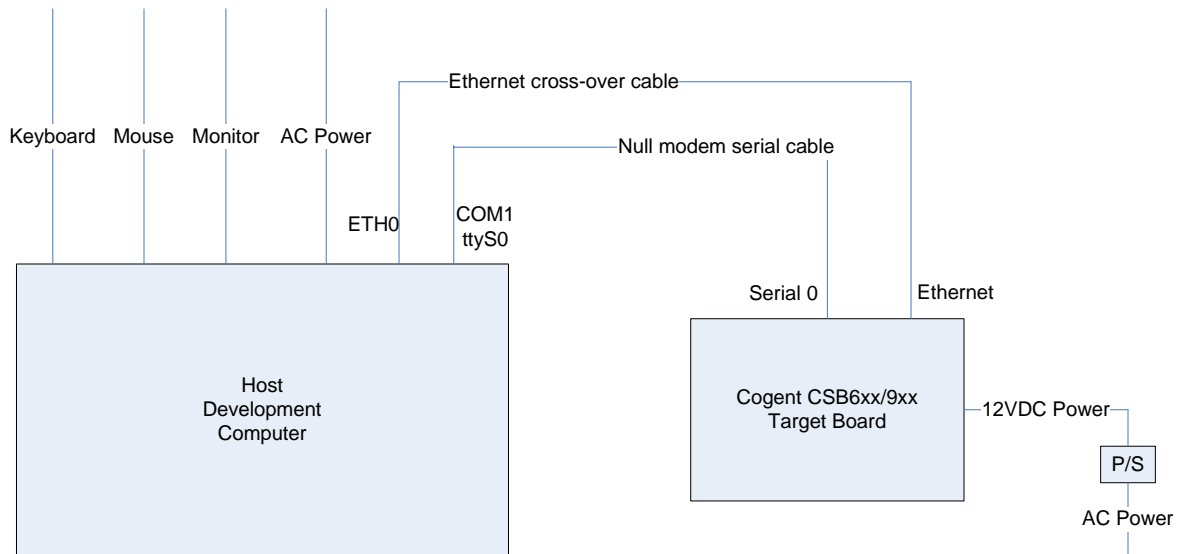 Ethernet cross-over cable
Keyboard
Mouse
Monitor
AC Power
Null modem serial cable
ETH0
COM1
ttyS0
Serial 0
Ethernet
Host
Development
Computer
Cogent CSB6xx/9xx
Target Board
12VDC Power
P/S
AC Power